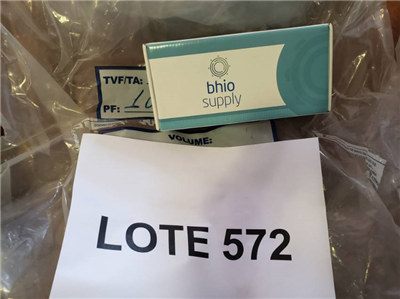 TVF/TA:
bhio
supply
PF: 10
VOLUME:
LOTE 572